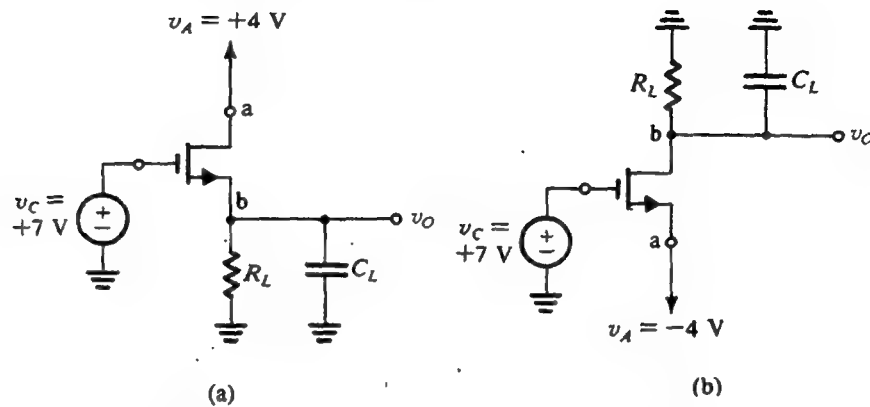 v_A = +4 V
a
b
v_C =
+7 V
v_O
R_L
C_L
(a)
R_L
C_L
b
v_O
v_C =
+7 V
a
v_A = −4 V
(b)